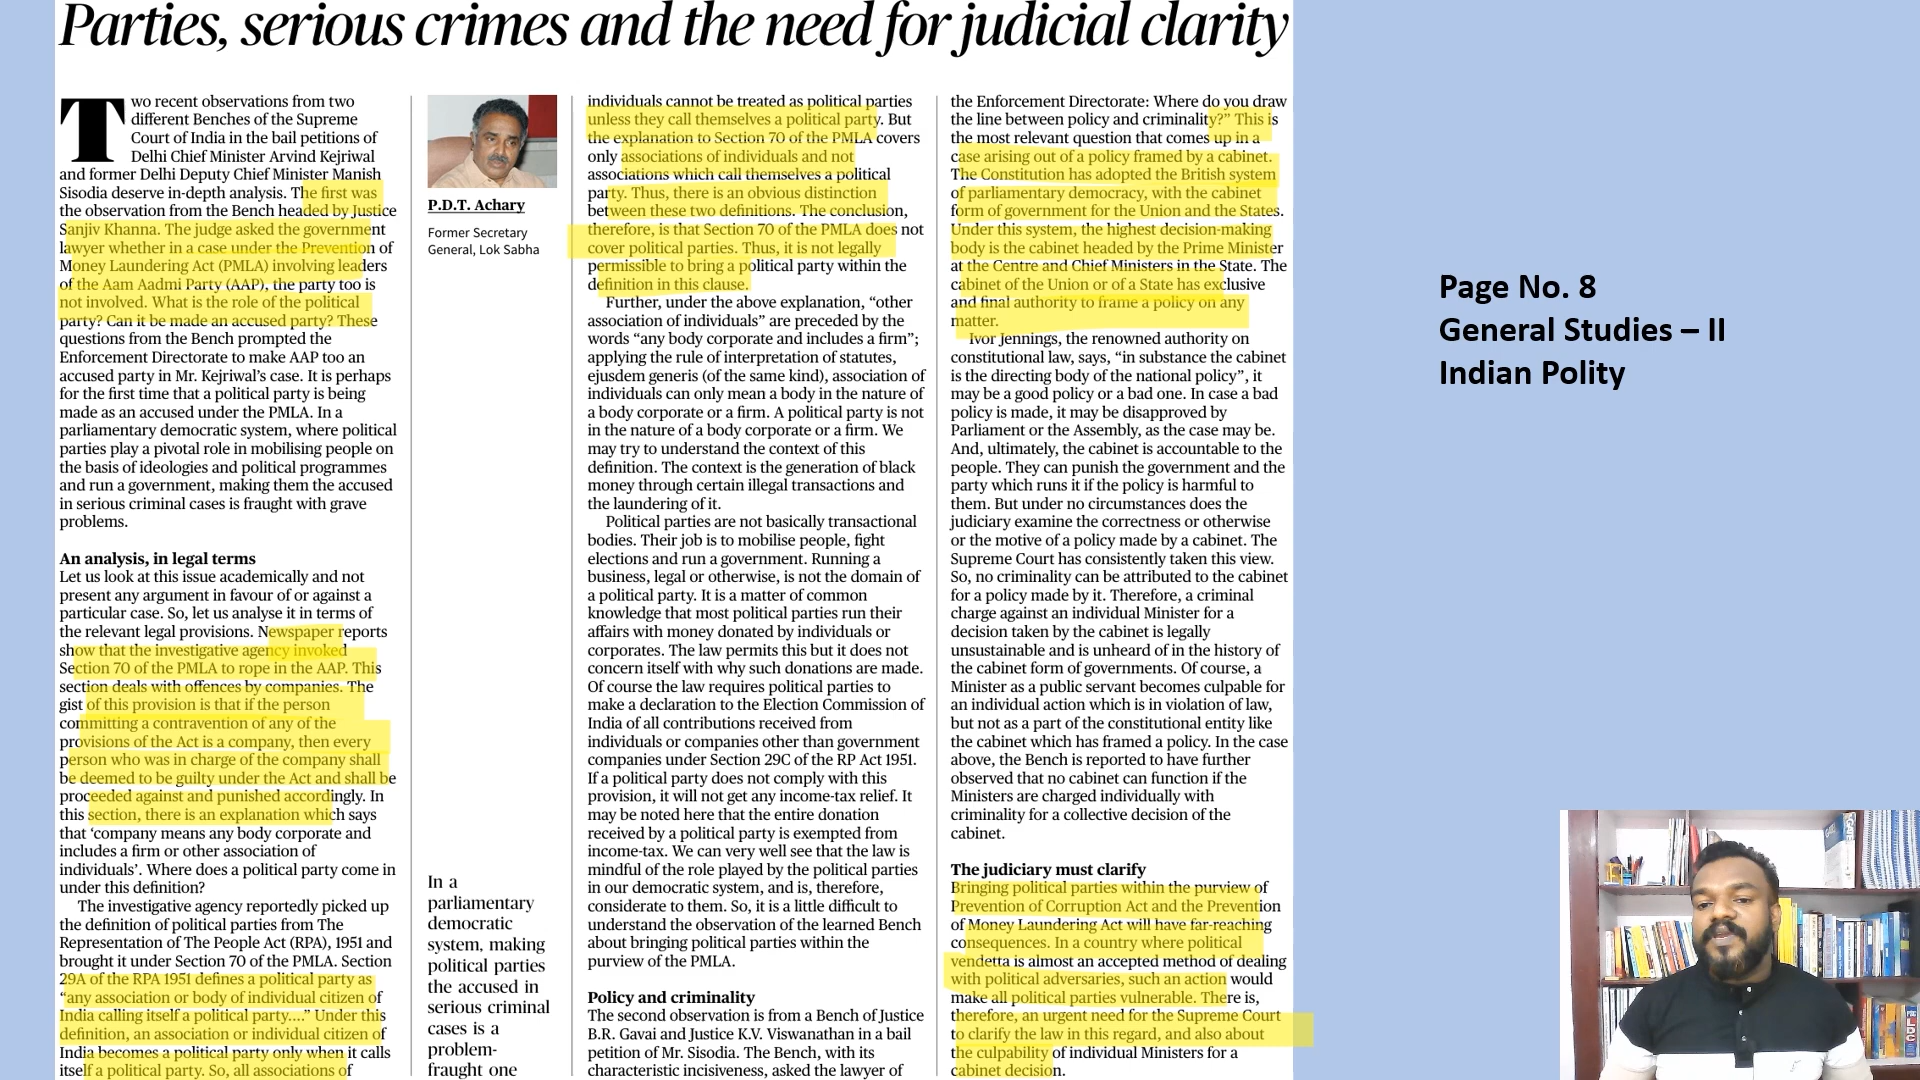 Parties, serious crimes and the need for judicial clarity
Two recent observations from two
different Benches of the Supreme
Court of India in the bail petitions of
Delhi Chief Minister Arvind Kejriwal
and former Delhi Deputy Chief Minister Manish
Sisodia deserve in-depth analysis. The first was
the observation from the Bench headed by Justice
Sanjiv Khanna. The judge asked the government
lawyer whether in a case under the Prevention of
Money Laundering Act (PMLA) involving leaders
of the Aam Aadmi Party (AAP), the party too is
not involved. What is the role of the political
party? Can it be made an accused party? These
questions from the Bench prompted the
Enforcement Directorate to make AAP too an
accused party in Mr. Kejriwal’s case. It is perhaps
for the first time that a political party is being
made as an accused under the PMLA. In a
parliamentary democratic system, where political
parties play a pivotal role in mobilising people on
the basis of ideologies and political programmes
and run a government, making them the accused
in serious criminal cases is fraught with grave
problems.
An analysis, in legal terms
Let us look at this issue academically and not
present any argument in favour of or against a
particular case. So, let us analyse it in terms of
the relevant legal provisions. Newspaper reports
show that the investigative agency invoked
Section 70 of the PMLA to rope in the AAP. This
section deals with offences by companies. The
gist of this provision is that if the person
committing a contravention of any of the
provisions of the Act is a company, then every
person who was in charge of the company shall
be deemed to be guilty under the Act and shall be
proceeded against and punished accordingly. In
this section, there is an explanation which says
that ‘company means any body corporate and
includes a firm or other association of
individuals’. Where does a political party come in
under this definition?
The investigative agency reportedly picked up
the definition of political parties from The
Representation of The People Act (RPA), 1951 and
brought it under Section 70 of the PMLA. Section
29A of the RPA 1951 defines a political party as
“any association or body of individual citizen of
India calling itself a political party....” Under this
definition, an association or individual citizen of
India becomes a political party only when it calls
itself a political party. So, all associations of
P.D.T. Achary
Former Secretary
General, Lok Sabha
In a
parliamentary
democratic
system, making
political parties
the accused in
serious criminal
cases is a
problem-
fraught one
individuals cannot be treated as political parties
unless they call themselves a political party. But
the explanation to Section 70 of the PMLA covers
only associations of individuals and not
associations which call themselves a political
party. Thus, there is an obvious distinction
between these two definitions. The conclusion,
therefore, is that Section 70 of the PMLA does not
cover political parties. Thus, it is not legally
permissible to bring a political party within the
definition in this clause.
Further, under the above explanation, “other
association of individuals” are preceded by the
words “any body corporate and includes a firm”;
applying the rule of interpretation of statutes,
ejusdem generis (of the same kind), association of
individuals can only mean a body in the nature of
a body corporate or a firm. A political party is not
in the nature of a body corporate or a firm. We
may try to understand the context of this
definition. The context is the generation of black
money through certain illegal transactions and
the laundering of it.
Political parties are not basically transactional
bodies. Their job is to mobilise people, fight
elections and run a government. Running a
business, legal or otherwise, is not the domain of
a political party. It is a matter of common
knowledge that most political parties run their
affairs with money donated by individuals or
corporates. The law permits this but it does not
concern itself with why such donations are made.
Of course the law requires political parties to
make a declaration to the Election Commission of
India of all contributions received from
individuals or companies other than government
companies under Section 29C of the RP Act 1951.
If a political party does not comply with this
provision, it will not get any income-tax relief. It
may be noted here that the entire donation
received by a political party is exempted from
income-tax. We can very well see that the law is
mindful of the role played by the political parties
in our democratic system, and is, therefore,
considerate to them. So, it is a little difficult to
understand the observation of the learned Bench
about bringing political parties within the
purview of the PMLA.
Policy and criminality
The second observation is from a Bench of Justice
B.R. Gavai and Justice K.V. Viswanathan in a bail
petition of Mr. Sisodia. The Bench, with its
characteristic incisiveness, asked the lawyer of
the Enforcement Directorate: Where do you draw
the line between policy and criminality?” This is
the most relevant question that comes up in a
case arising out of a policy framed by a cabinet.
The Constitution has adopted the British system
of parliamentary democracy, with the cabinet
form of government for the Union and the States.
Under this system, the highest decision-making
body is the cabinet headed by the Prime Minister
at the Centre and Chief Ministers in the State. The
cabinet of the Union or of a State has exclusive
and final authority to frame a policy on any
matter.
Ivor Jennings, the renowned authority on
constitutional law, says, “in substance the cabinet
is the directing body of the national policy”, it
may be a good policy or a bad one. In case a bad
policy is made, it may be disapproved by
Parliament or the Assembly, as the case may be.
And, ultimately, the cabinet is accountable to the
people. They can punish the government and the
party which runs it if the policy is harmful to
them. But under no circumstances does the
judiciary examine the correctness or otherwise
or the motive of a policy made by a cabinet. The
Supreme Court has consistently taken this view.
So, no criminality can be attributed to the cabinet
for a policy made by it. Therefore, a criminal
charge against an individual Minister for a
decision taken by the cabinet is legally
unsustainable and is unheard of in the history of
the cabinet form of governments. Of course, a
Minister as a public servant becomes culpable for
an individual action which is in violation of law,
but not as a part of the constitutional entity like
the cabinet which has framed a policy. In the case
above, the Bench is reported to have further
observed that no cabinet can function if the
Ministers are charged individually with
criminality for a collective decision of the
cabinet.
The judiciary must clarify
Bringing political parties within the purview of
Prevention of Corruption Act and the Prevention
of Money Laundering Act will have far-reaching
consequences. In a country where political
vendetta is almost an accepted method of dealing
with political adversaries, such an action would
make all political parties vulnerable. There is,
therefore, an urgent need for the Supreme Court
to clarify the law in this regard, and also about
the culpability of individual Ministers for a
cabinet decision.
Page No. 8
General Studies – II
Indian Polity